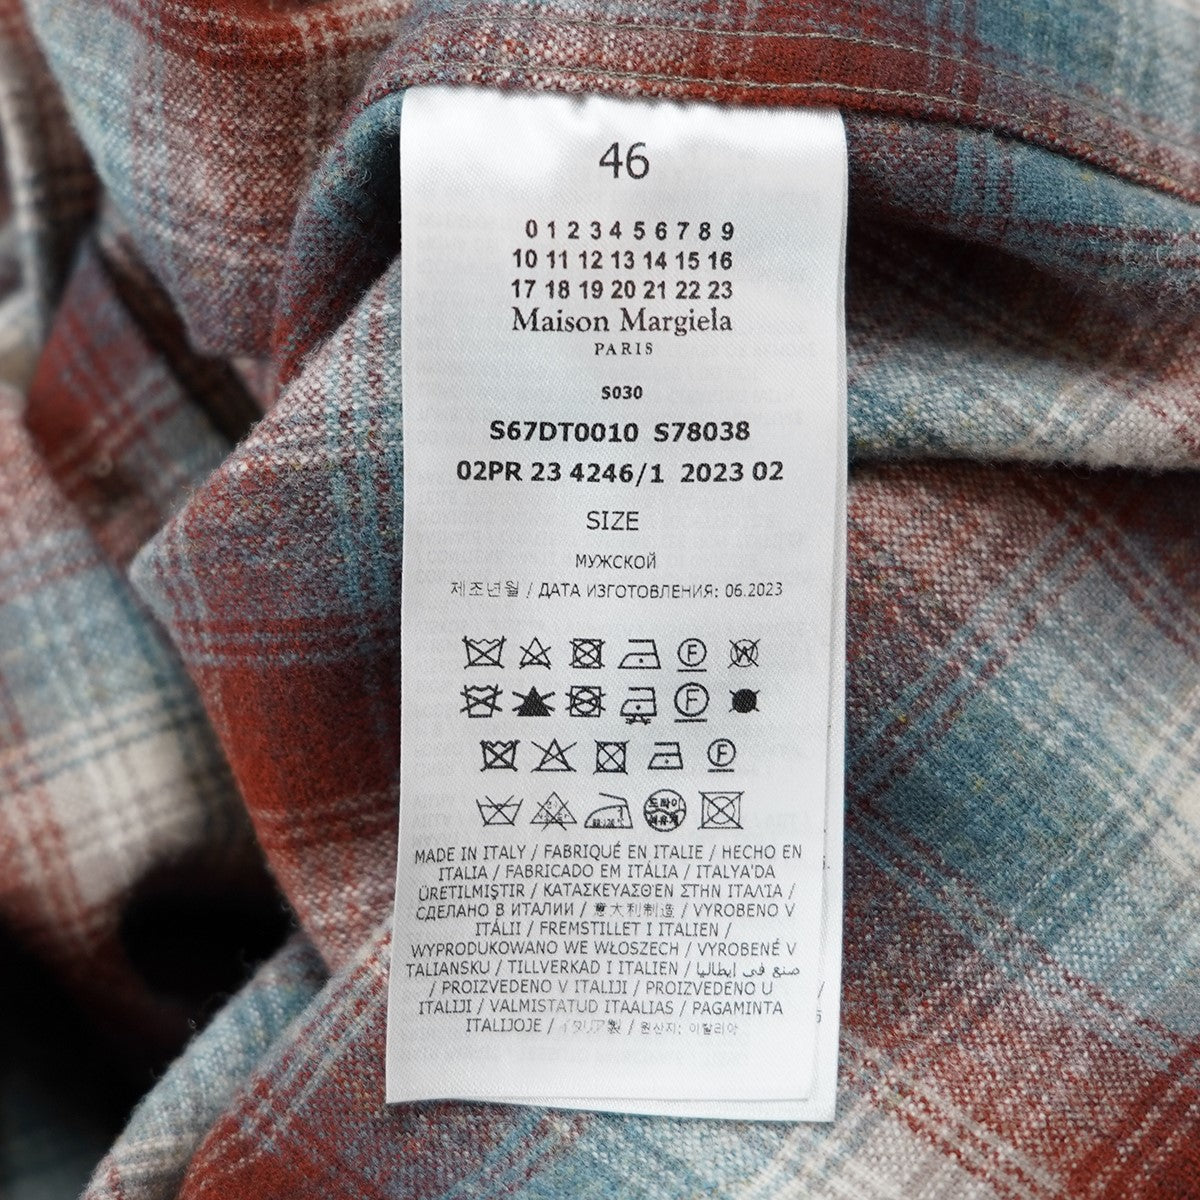 46
0 1 2 3 4 5 6 7 8 9
10 11 12 13 14 15 16
17 18 19 20 21 22 23
Maison Margiela
PARIS
S030
S67DT0010 S78038
02PR 23 4246/1 2023 02
SIZE
МУЖСКОЙ
제조년월 / ДАТА ИЗГОТОВЛЕНИЯ: 06.2023
F W
F
F
드라이
MADE IN ITALY / FABRIQUÉ EN ITALIE / HECHO EN
ITALIA / FABRICADO EM ITÁLIA / ITALYA'DA
ÜRETILMIŞTIR / ΚΑΤΑΣΚΕΥΑΣΘΈΝ ΣΤΗΝ ΙΤΑΛΊΑ /
СДЕЛАНО В ИТАЛИИ / 意大利制造 / VYROBENO V
ITÁLII / FREMSTILLET I ITALIEN /
WYPRODUKOWANO WE WŁOSZECH / VYROBENÉ V
TALIANSKU / TILLVERKAD I ITALIEN / صنع في ايطاليا
/ PROIZVEDENO V ITALIJI / PROIZVEDENO U
ITALIJI / VALMISTATUD ITAALIAS / PAGAMINTA
ITALIJOJE / イタリア製 / 원산지: 이탈리아